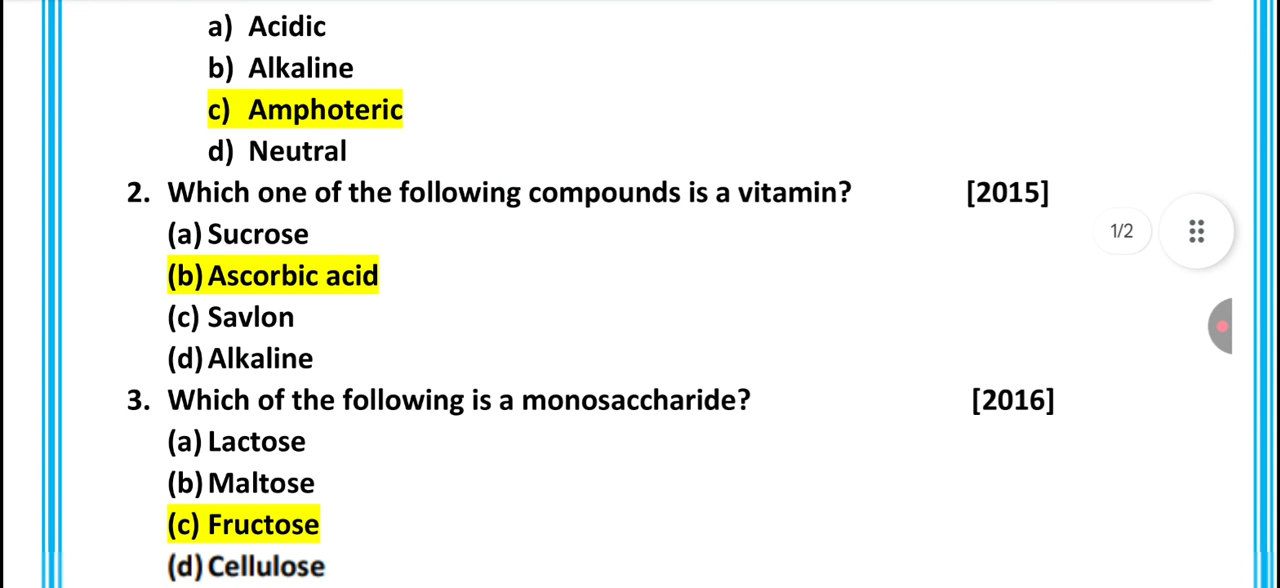 a) Acidic
b) Alkaline
c) Amphoteric
d) Neutral
2. Which one of the following compounds is a vitamin? [2015]
(a) Sucrose
1/2
(b) Ascorbic acid
(c) Savlon
(d) Alkaline
3. Which of the following is a monosaccharide? [2016]
(a) Lactose
(b) Maltose
(c) Fructose
(d) Cellulose